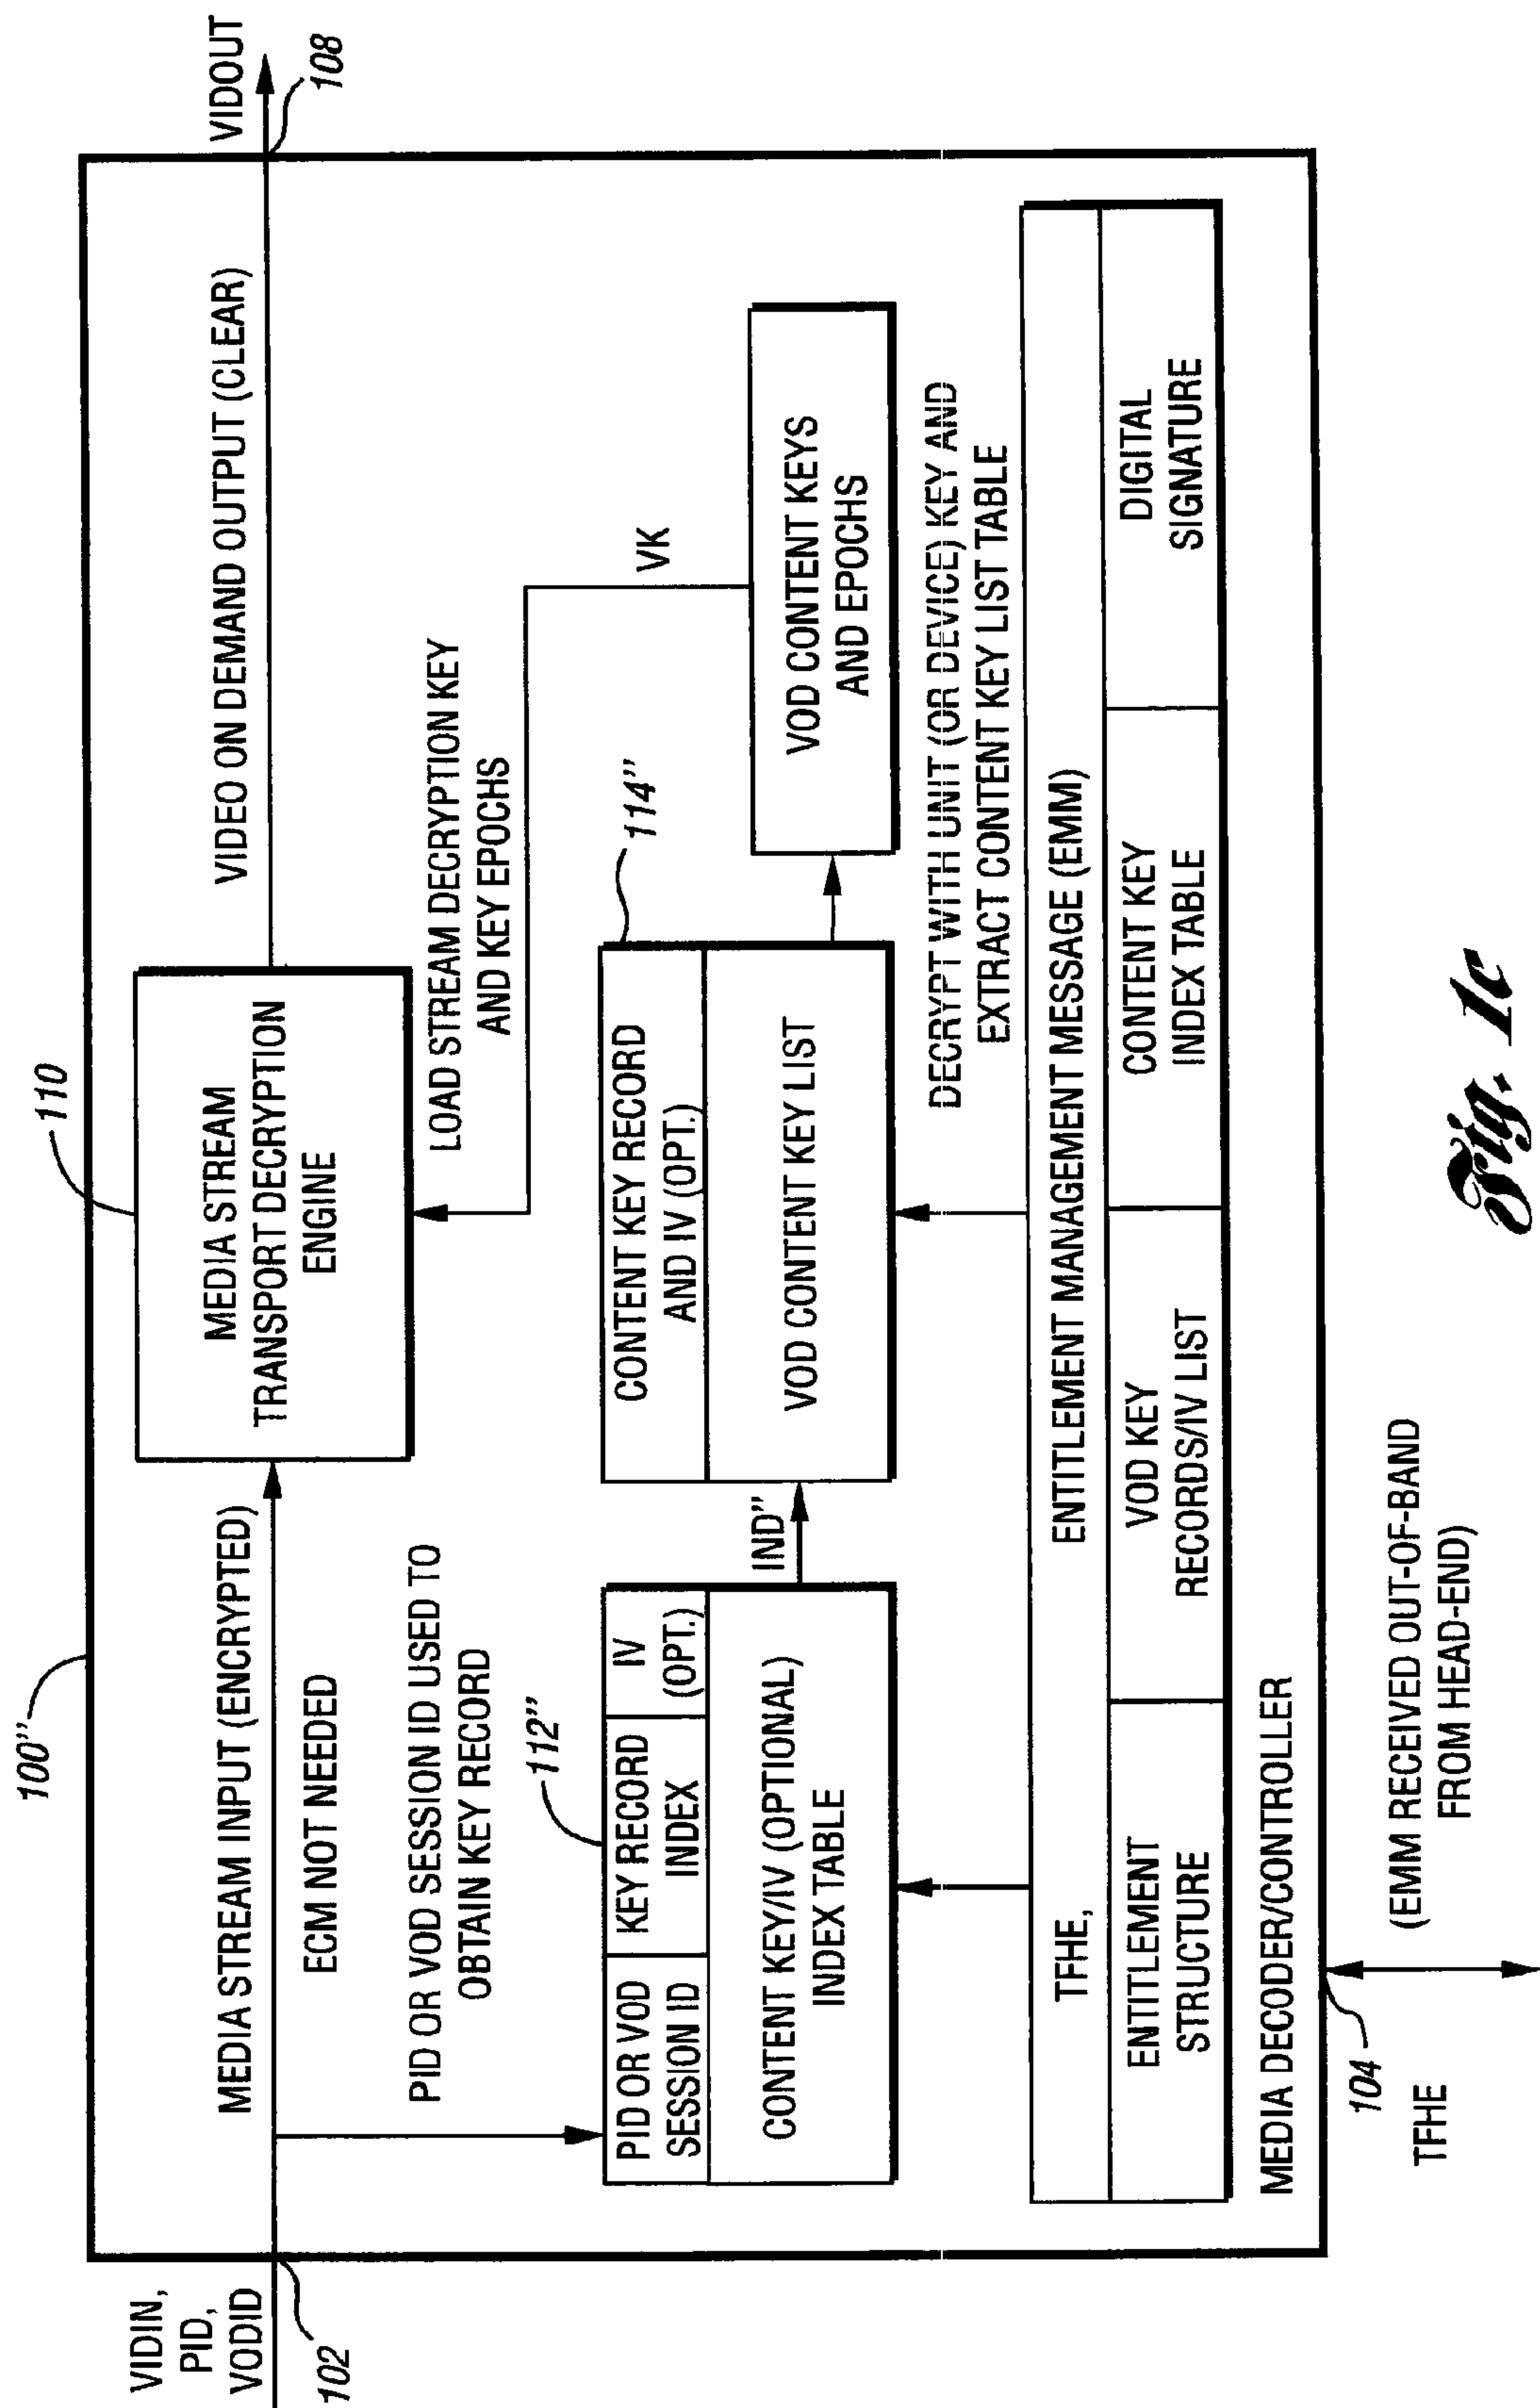 100''
VIDIN,
PID,
VODID
102
MEDIA STREAM INPUT (ENCRYPTED)
ECM NOT NEEDED
110
MEDIA STREAM
TRANSPORT DECRYPTION
ENGINE
VIDEO ON DEMAND OUTPUT (CLEAR)
VIDOUT
108
PID OR VOD SESSION ID USED TO
OBTAIN KEY RECORD
LOAD STREAM DECRYPTION KEY
AND KEY EPOCHS
VK
112''
PID OR VOD
SESSION ID
KEY RECORD
INDEX
IV
(OPT.)
CONTENT KEY/IV (OPTIONAL)
INDEX TABLE
IND''
114''
CONTENT KEY RECORD
AND IV (OPT.)
VOD CONTENT KEY LIST
VOD CONTENT KEYS
AND EPOCHS
DECRYPT WITH UNIT (OR DEVICE) KEY AND
EXTRACT CONTENT KEY LIST TABLE
TFHE,
ENTITLEMENT MANAGEMENT MESSAGE (EMM)
ENTITLEMENT
STRUCTURE
VOD KEY
RECORDS/IV LIST
CONTENT KEY
INDEX TABLE
DIGITAL
SIGNATURE
MEDIA DECODER/CONTROLLER
104
TFHE
(EMM RECEIVED OUT-OF-BAND
FROM HEAD-END)
Fig. 1c